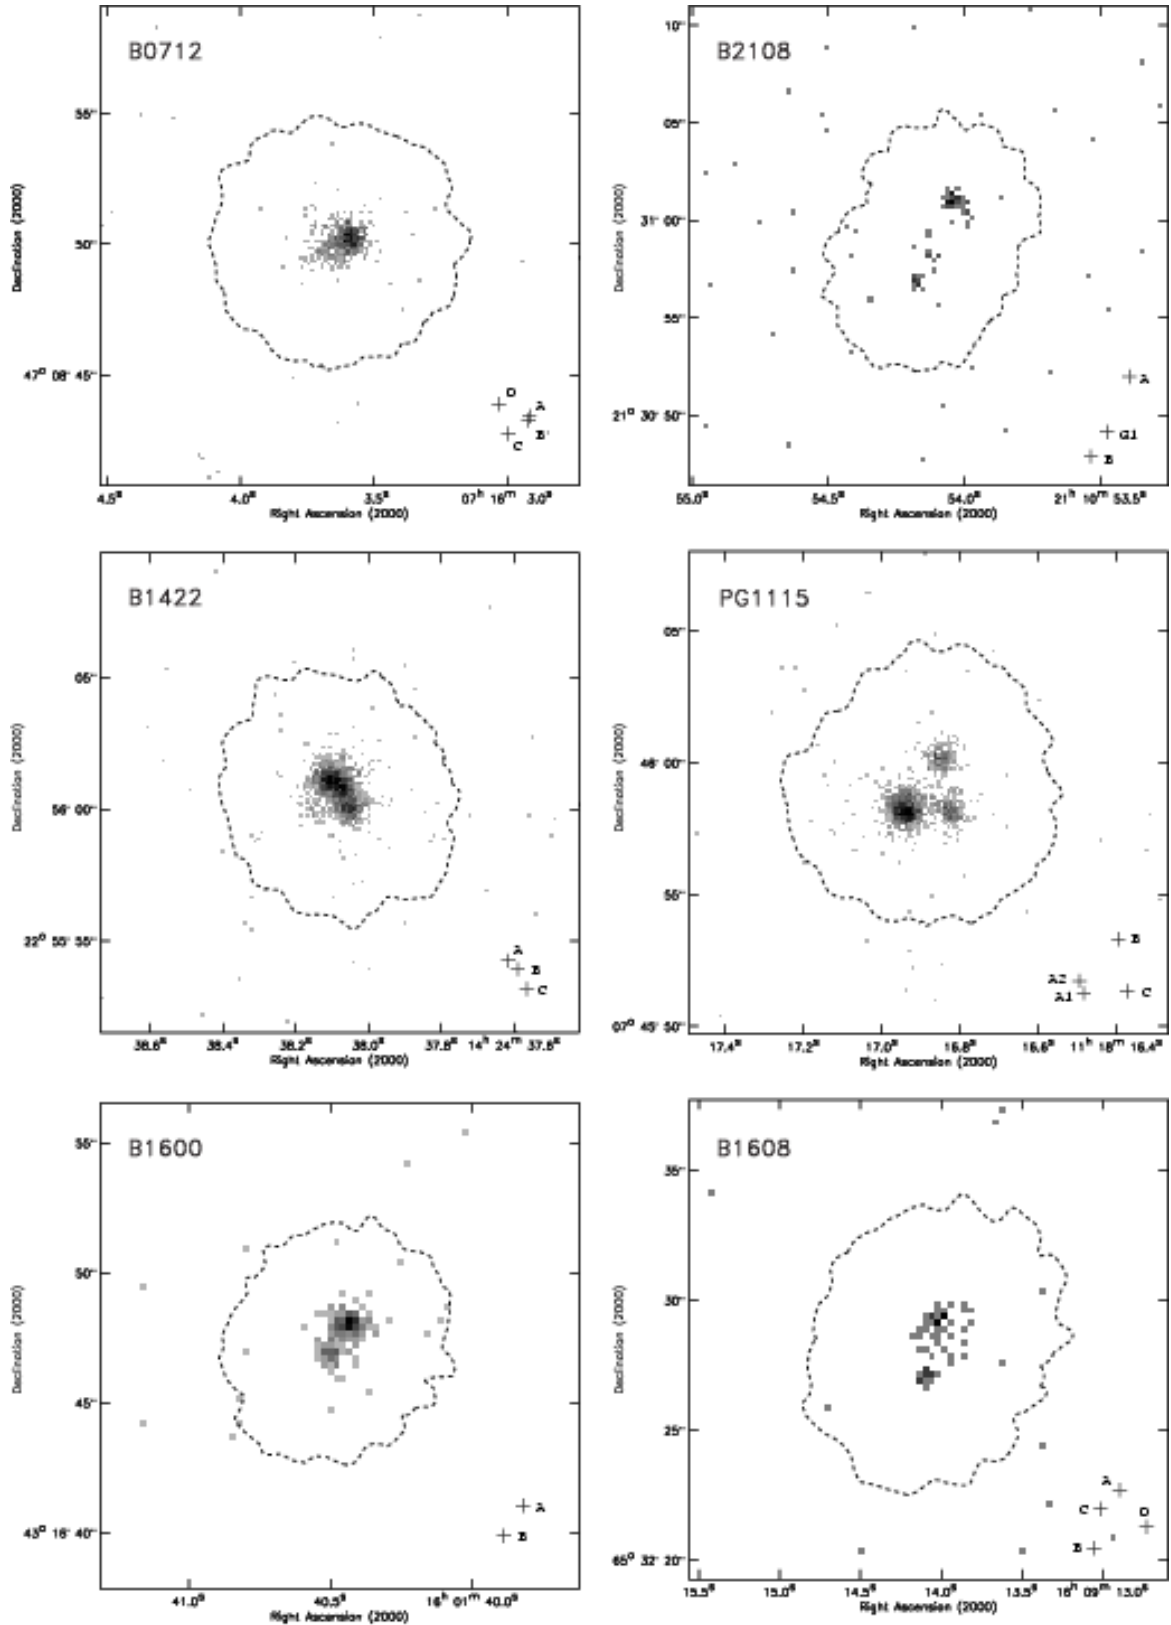 B0712
55"
50"
47° 08' 45"
Declination (2000)
D
A
B
C
4.5s 4.0s 3.5s 07h 16m 3.0s
Right Ascension (2000)
B2108
10"
05"
31° 00"
55"
21° 30' 50"
Declination (2000)
A
G1
B
55.0s 54.5s 54.0s 21h 10m 53.5s
Right Ascension (2000)
B1422
05"
56' 00"
22° 55' 55"
Declination (2000)
A
B
C
38.6s 38.4s 38.2s 38.0s 37.8s 14h 24m 37.6s
Right Ascension (2000)
PG1115
05"
46' 00"
55"
07° 45' 50"
Declination (2000)
B
A2
A1
C
17.4s 17.2s 17.0s 16.8s 16.6s 11h 18m 16.4s
Right Ascension (2000)
B1600
55"
50"
45"
43° 16' 40"
Declination (2000)
A
B
41.0s 40.5s 16h 01m 40.0s
Right Ascension (2000)
B1608
35"
30"
25"
65° 32' 20"
Declination (2000)
A
C
D
B
15.5s 15.0s 14.5s 14.0s 13.5s 16h 09m 13.0s
Right Ascension (2000)